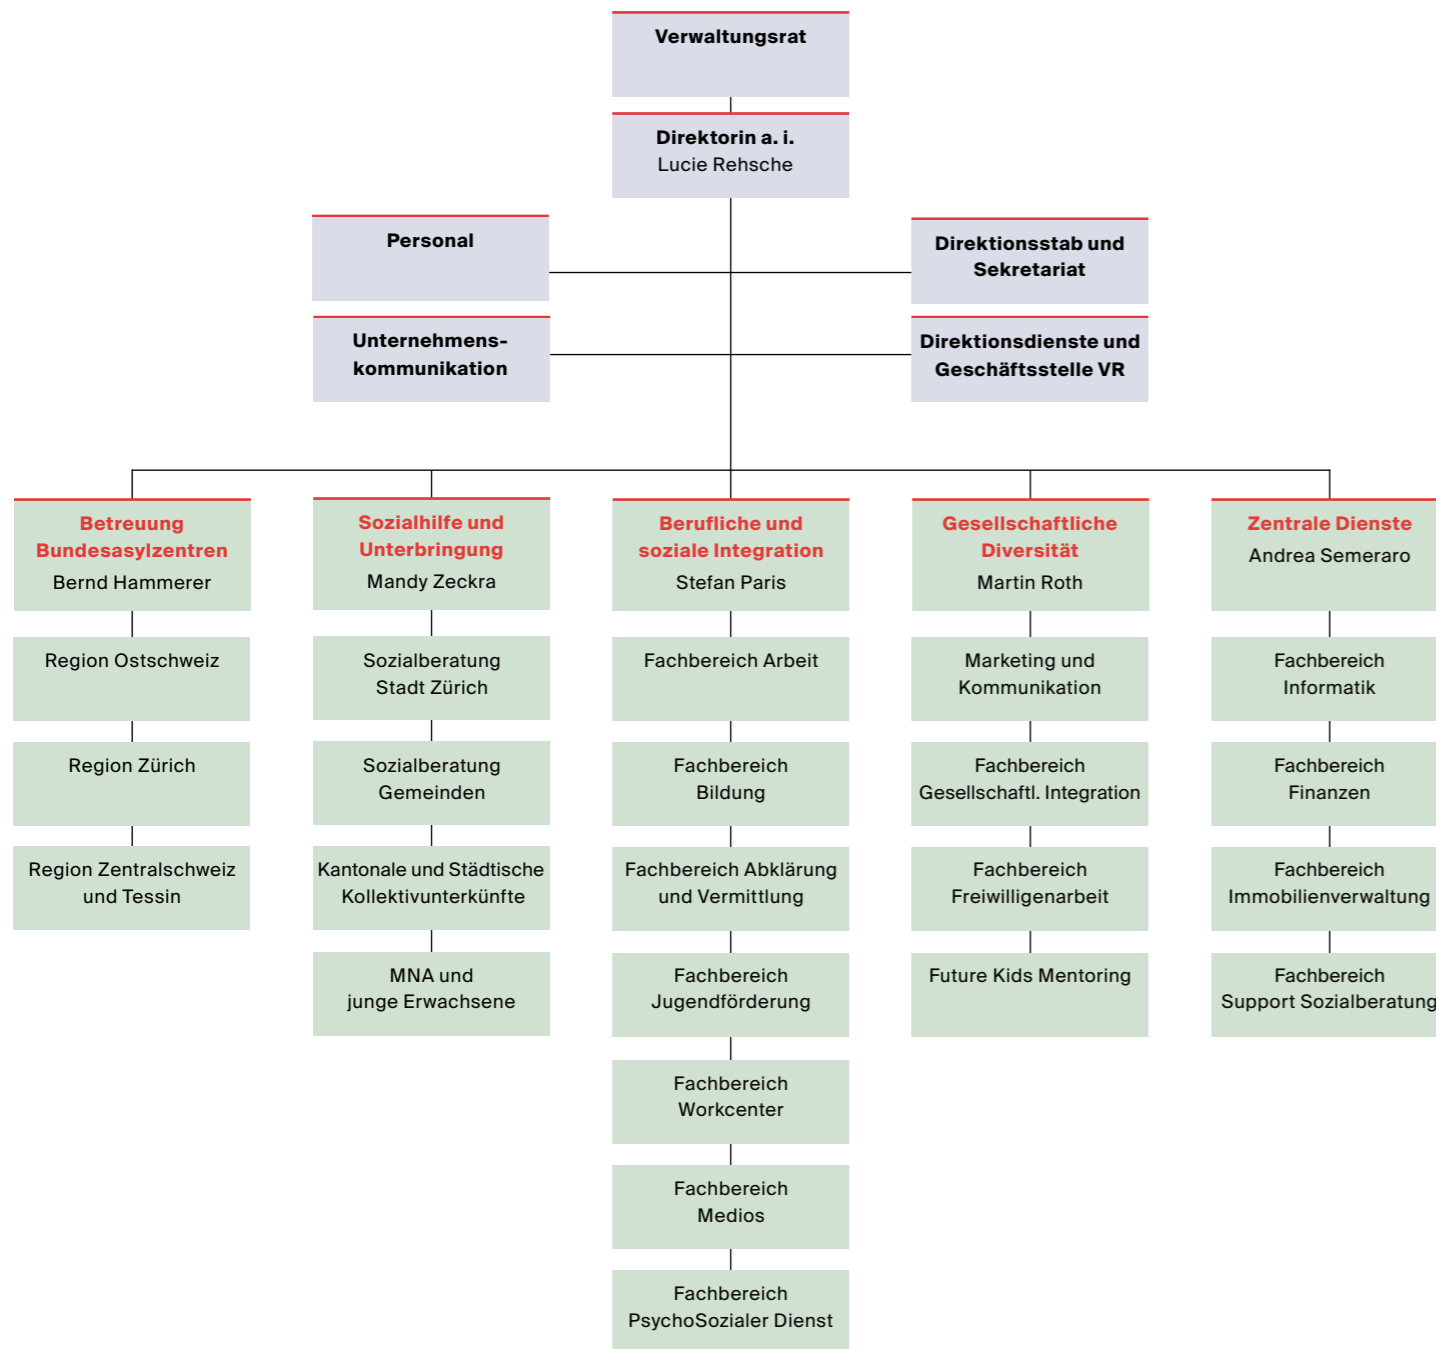 Verwaltungsrat
Direktorin a. i.
Lucie Rehsche
Personal
Direktionsstab und
Sekretariat
Unternehmens-
kommunikation
Direktionsdienste und
Geschäftsstelle VR
Betreuung
Bundesasylzentren
Bernd Hammerer
Region Ostschweiz
Region Zürich
Region Zentralschweiz
und Tessin
Sozialhilfe und
Unterbringung
Mandy Zeckra
Sozialberatung
Stadt Zürich
Sozialberatung
Gemeinden
Kantonale und Städtische
Kollektivunterkünfte
MNA und
junge Erwachsene
Berufliche und
soziale Integration
Stefan Paris
Fachbereich Arbeit
Fachbereich
Bildung
Fachbereich Abklärung
und Vermittlung
Fachbereich
Jugendförderung
Fachbereich
Workcenter
Fachbereich
Medios
Fachbereich
PsychoSozialer Dienst
Gesellschaftliche
Diversität
Martin Roth
Marketing und
Kommunikation
Fachbereich
Gesellschaftl. Integration
Fachbereich
Freiwilligenarbeit
Future Kids Mentoring
Zentrale Dienste
Andrea Semeraro
Fachbereich
Informatik
Fachbereich
Finanzen
Fachbereich
Immobilienverwaltung
Fachbereich
Support Sozialberatung